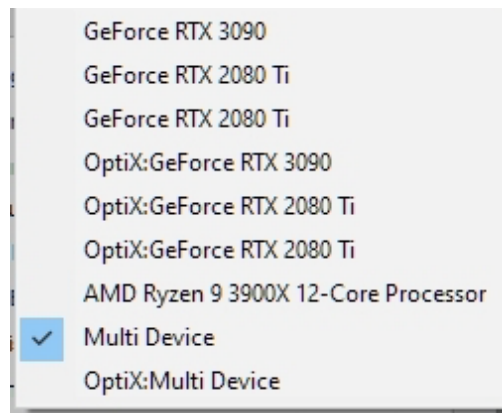 GeForce RTX 3090
GeForce RTX 2080 Ti
GeForce RTX 2080 Ti
OptiX:GeForce RTX 3090
OptiX:GeForce RTX 2080 Ti
OptiX:GeForce RTX 2080 Ti
AMD Ryzen 9 3900X 12-Core Processor
Multi Device
OptiX:Multi Device